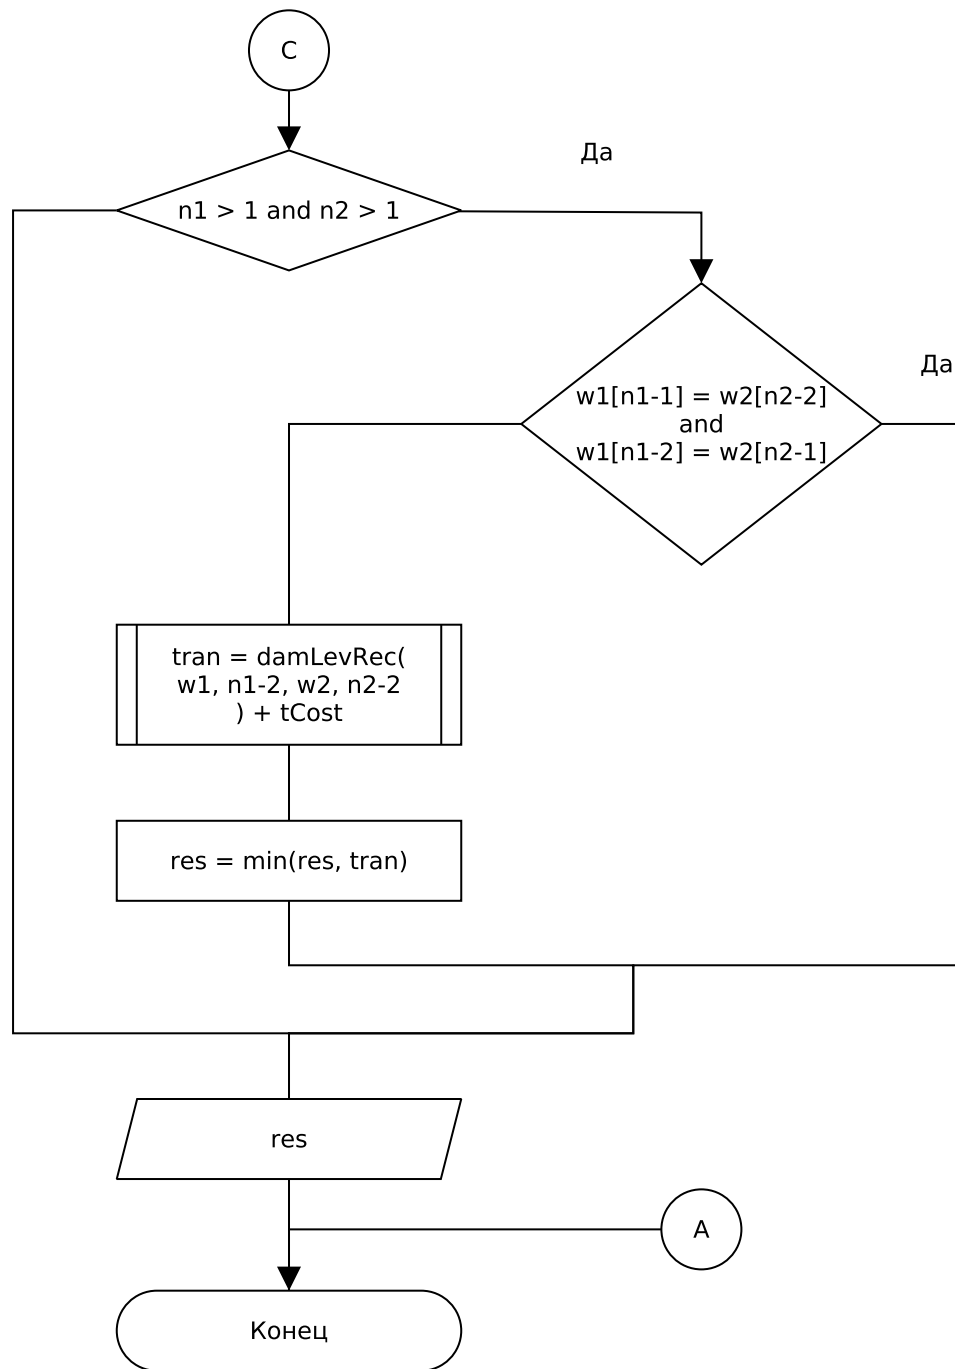 C
Да
n1 > 1 and n2 > 1
Да
w1[n1-1] = w2[n2-2]
and
w1[n1-2] = w2[n2-1]
tran = damLevRec(
w1, n1-2, w2, n2-2
) + tCost
res = min(res, tran)
res
A
Конец